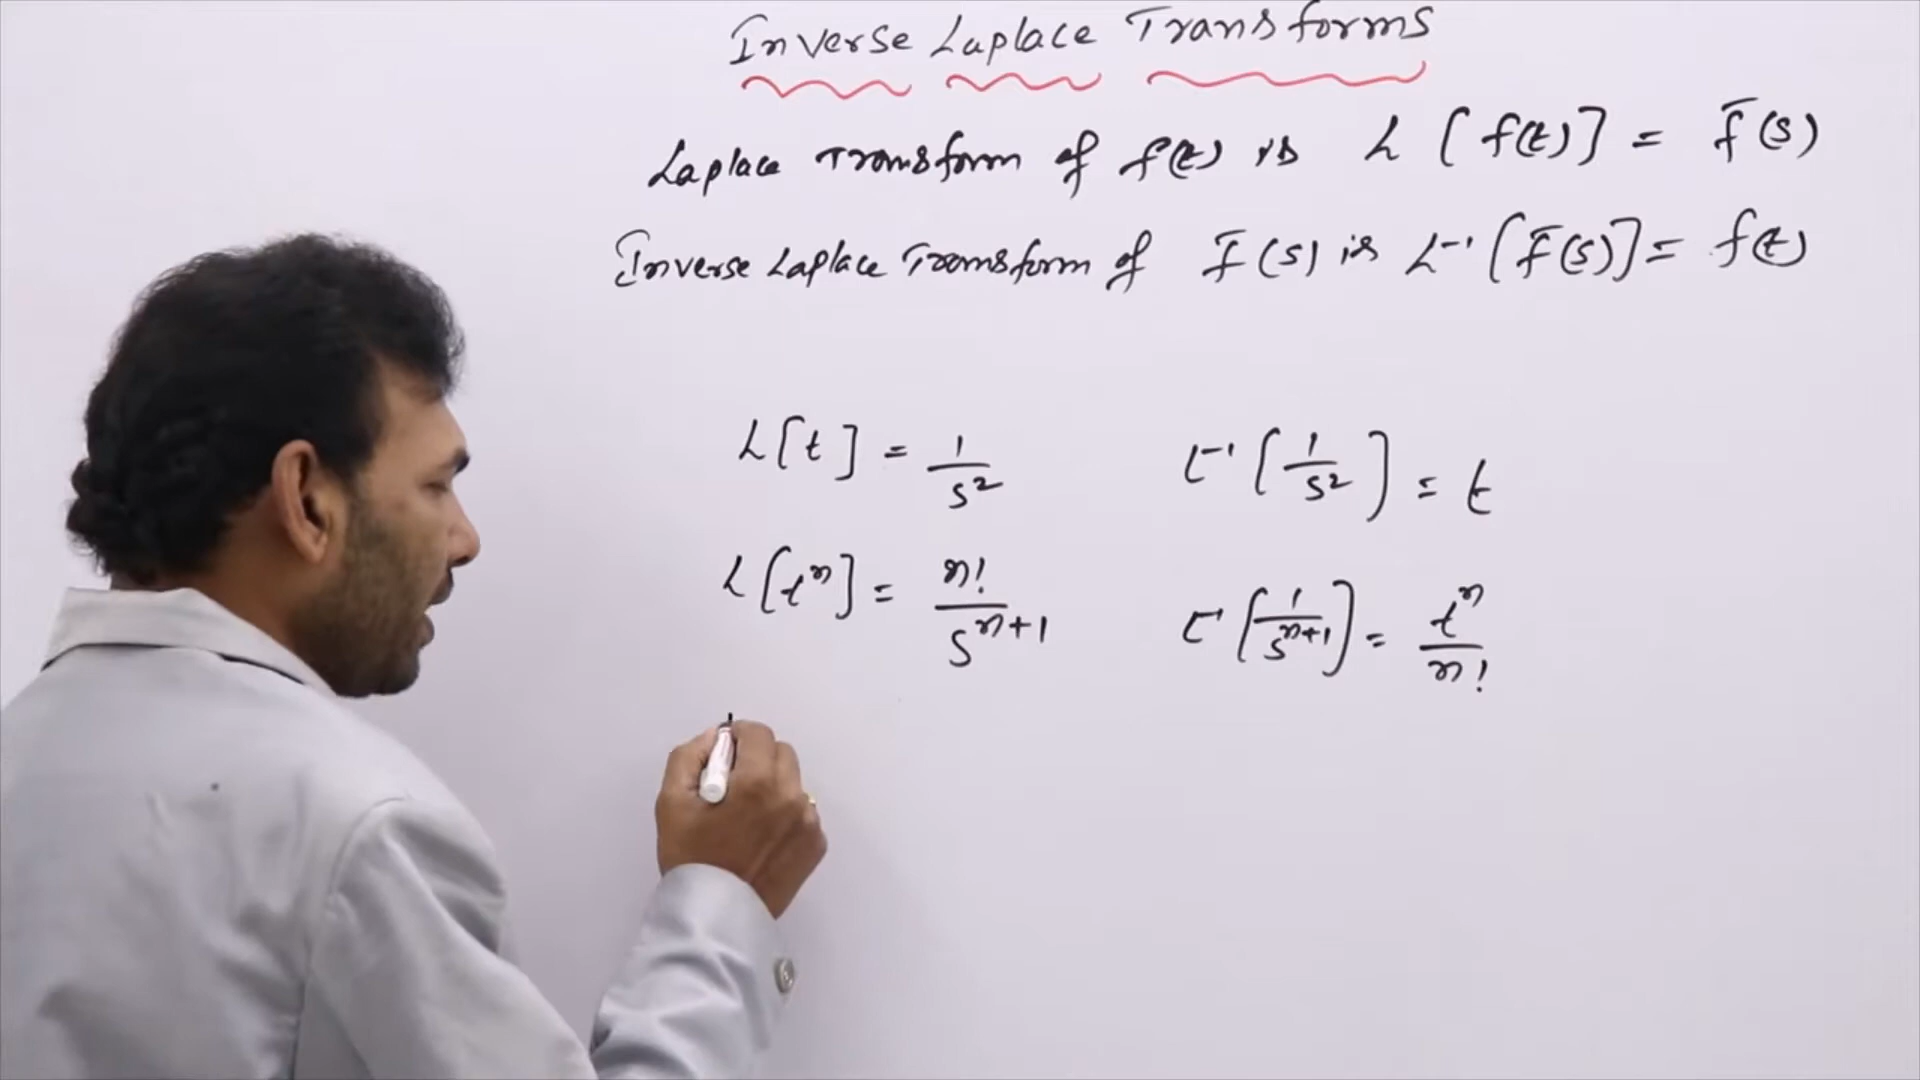 Inverse Laplace Transforms
Laplace Transform of f(t) is L[f(t)] = f̄(s)
Inverse Laplace Transform of f̄(s) is L⁻¹[f̄(s)] = f(t)
L[t] = 1/s² L⁻¹[1/s²] = t
L[tⁿ] = n!/sⁿ⁺¹ L⁻¹[1/sⁿ⁺¹] = tⁿ/n!